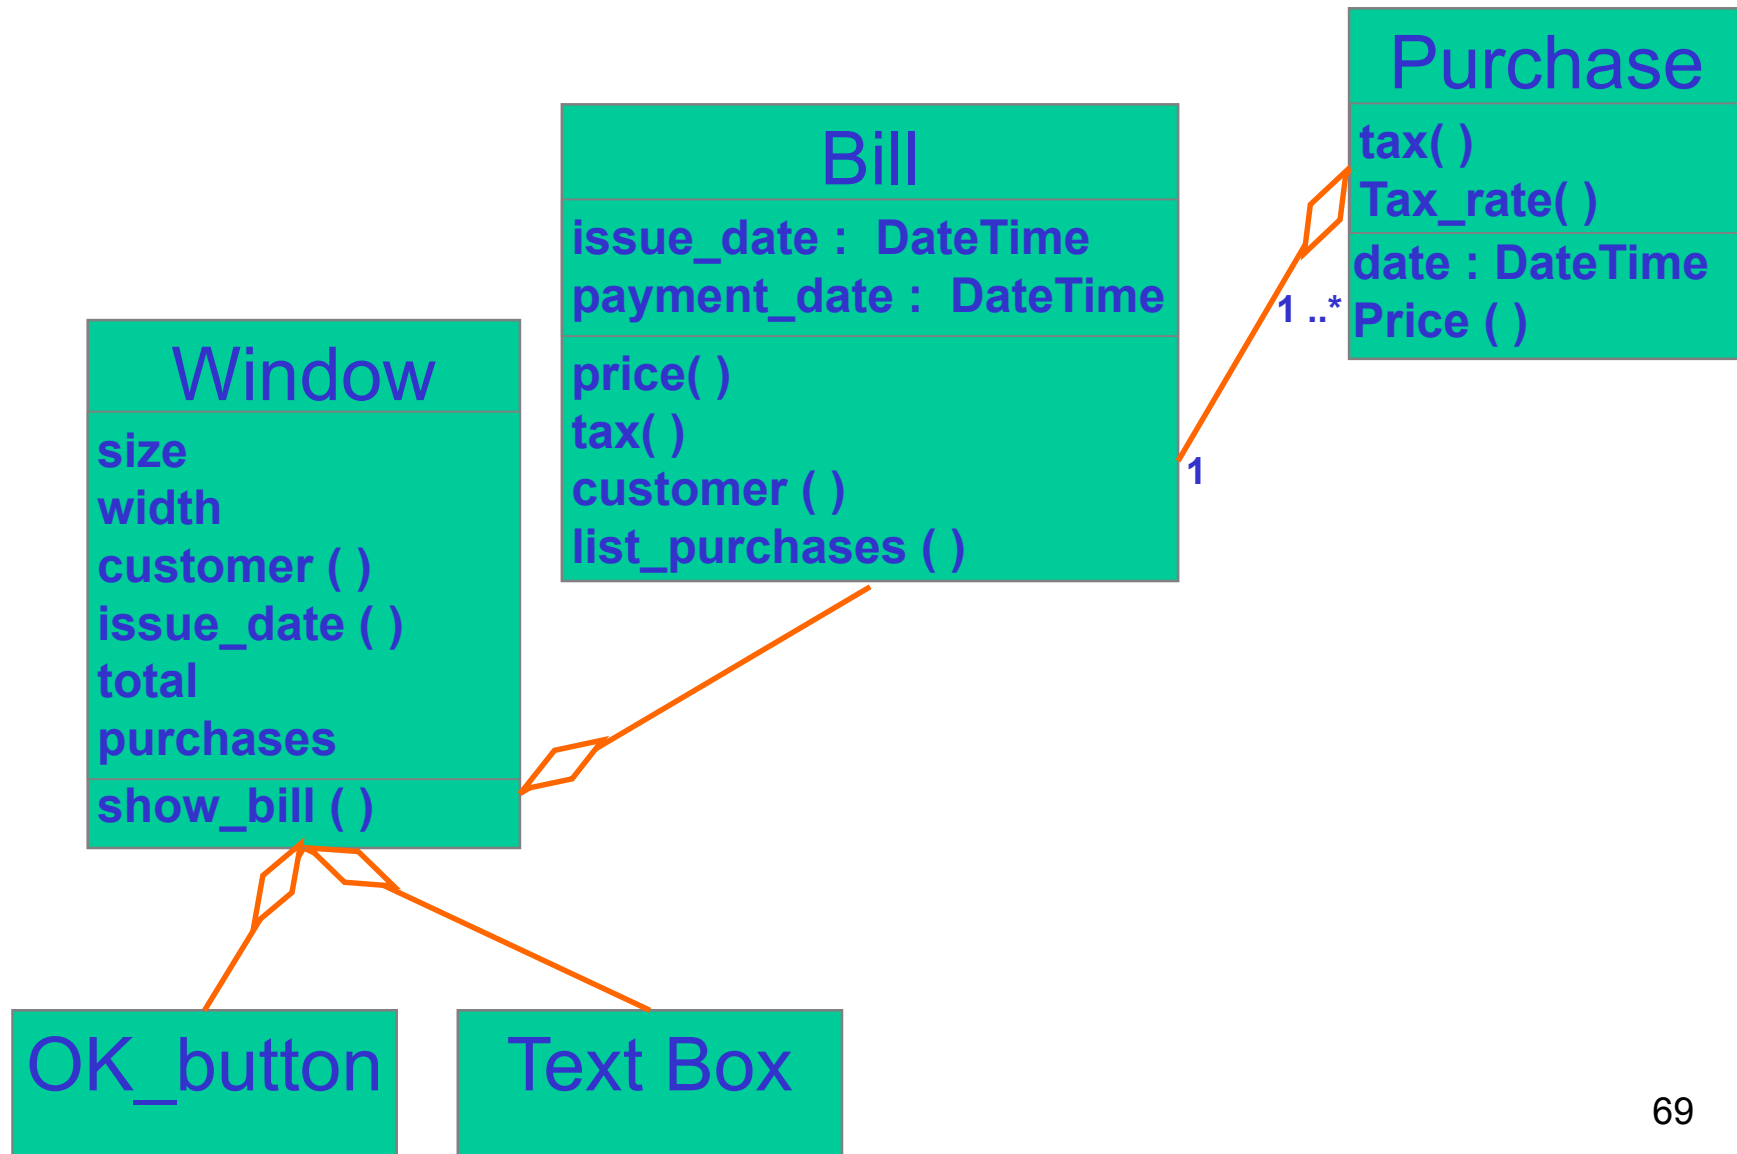 Purchase
tax( )
Tax_rate( )
date : DateTime
Price ( )
1 ..*
1
Bill
issue_date :  DateTime
payment_date :  DateTime
price( )
tax( )
customer ( )
list_purchases ( )
Window
size
width
customer ( )
issue_date ( )
total
purchases
show_bill ( )
OK_button
Text Box
69